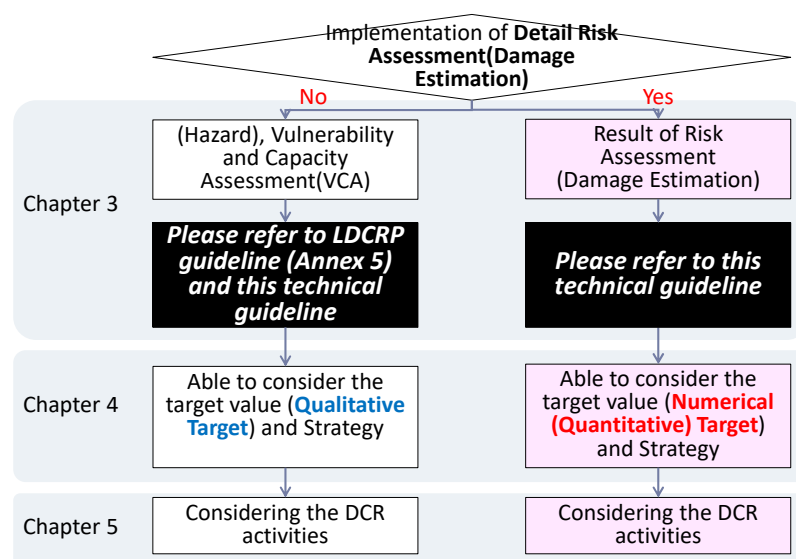 Implementation of Detail Risk
Assessment(Damage
Estimation)
No
Yes
Chapter 3
(Hazard), Vulnerability
and Capacity
Assessment(VCA)
Result of Risk
Assessment
(Damage Estimation)
Please refer to LDCRP
guideline (Annex 5)
and this technical
guideline
Please refer to this
technical guideline
Chapter 4
Able to consider the
target value (Qualitative
Target) and Strategy
Able to consider the
target value (Numerical
(Quantitative) Target)
and Strategy
Chapter 5
Considering the DCR
activities
Considering the DCR
activities